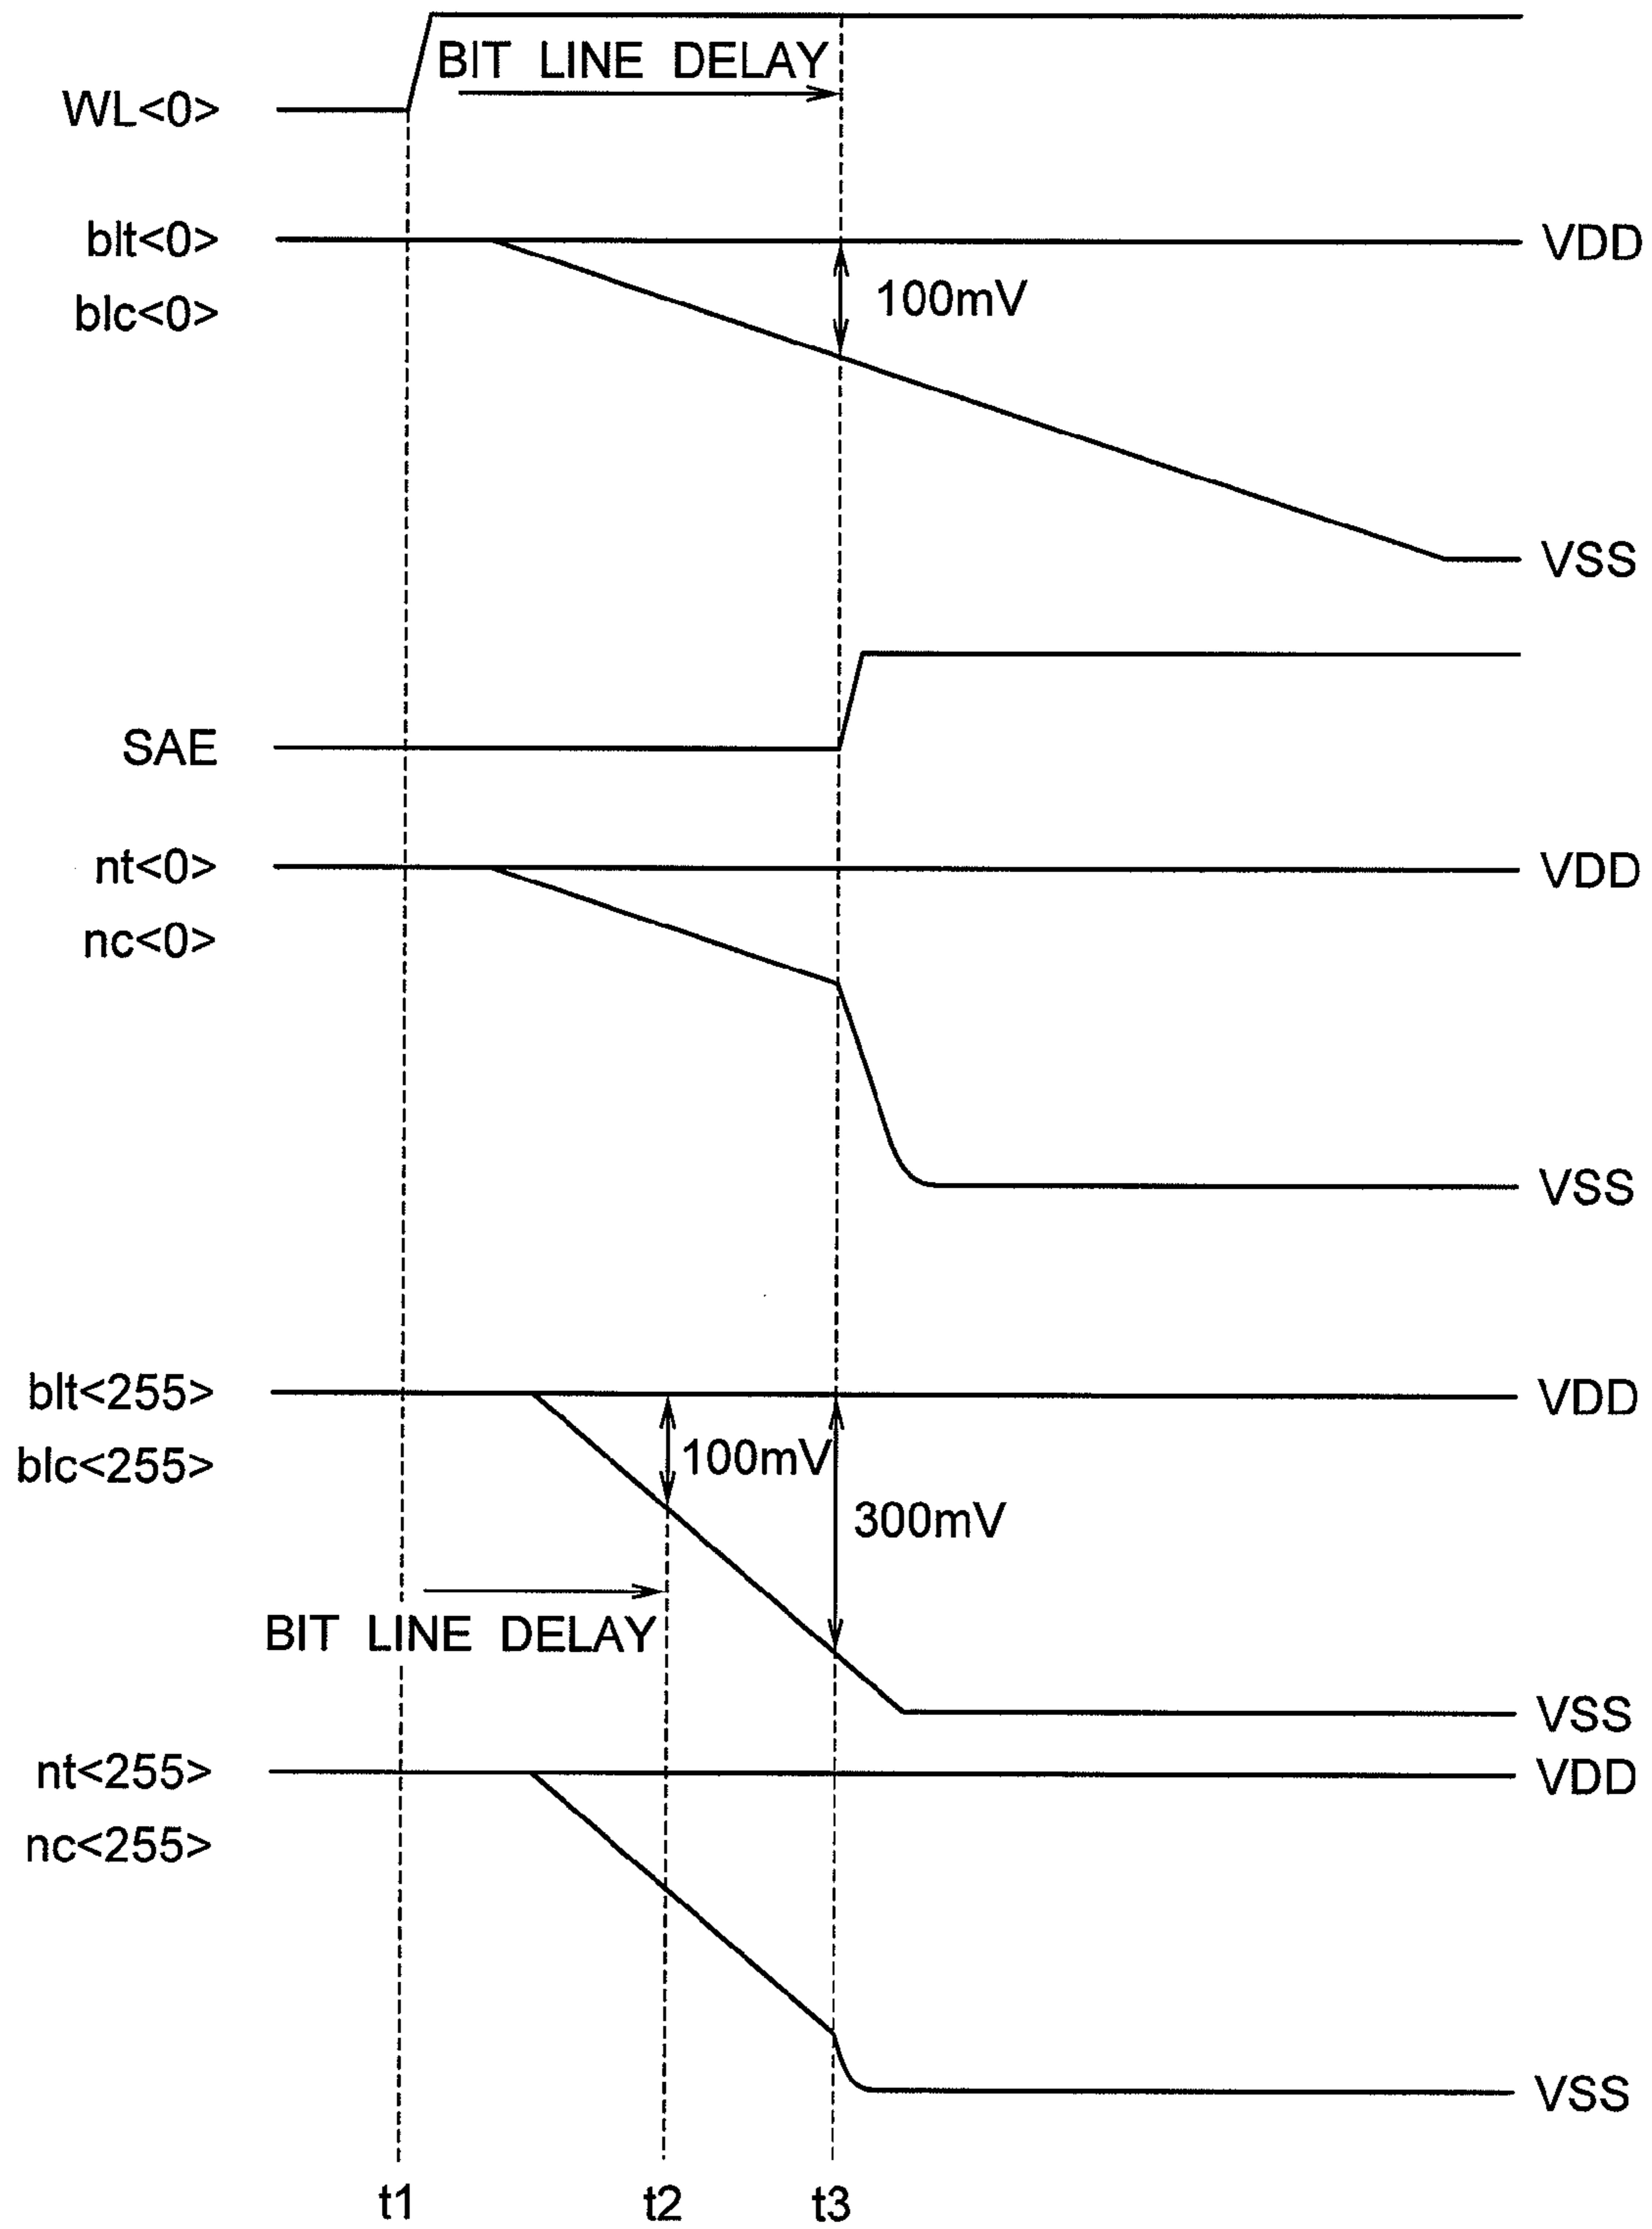 BIT LINE DELAY
WL<0>
blt<0>
VDD
blc<0>
100mV
VSS
SAE
nt<0>
VDD
nc<0>
VSS
blt<255>
VDD
blc<255>
100mV
300mV
BIT LINE DELAY
VSS
nt<255>
VDD
nc<255>
VSS
t1 t2 t3